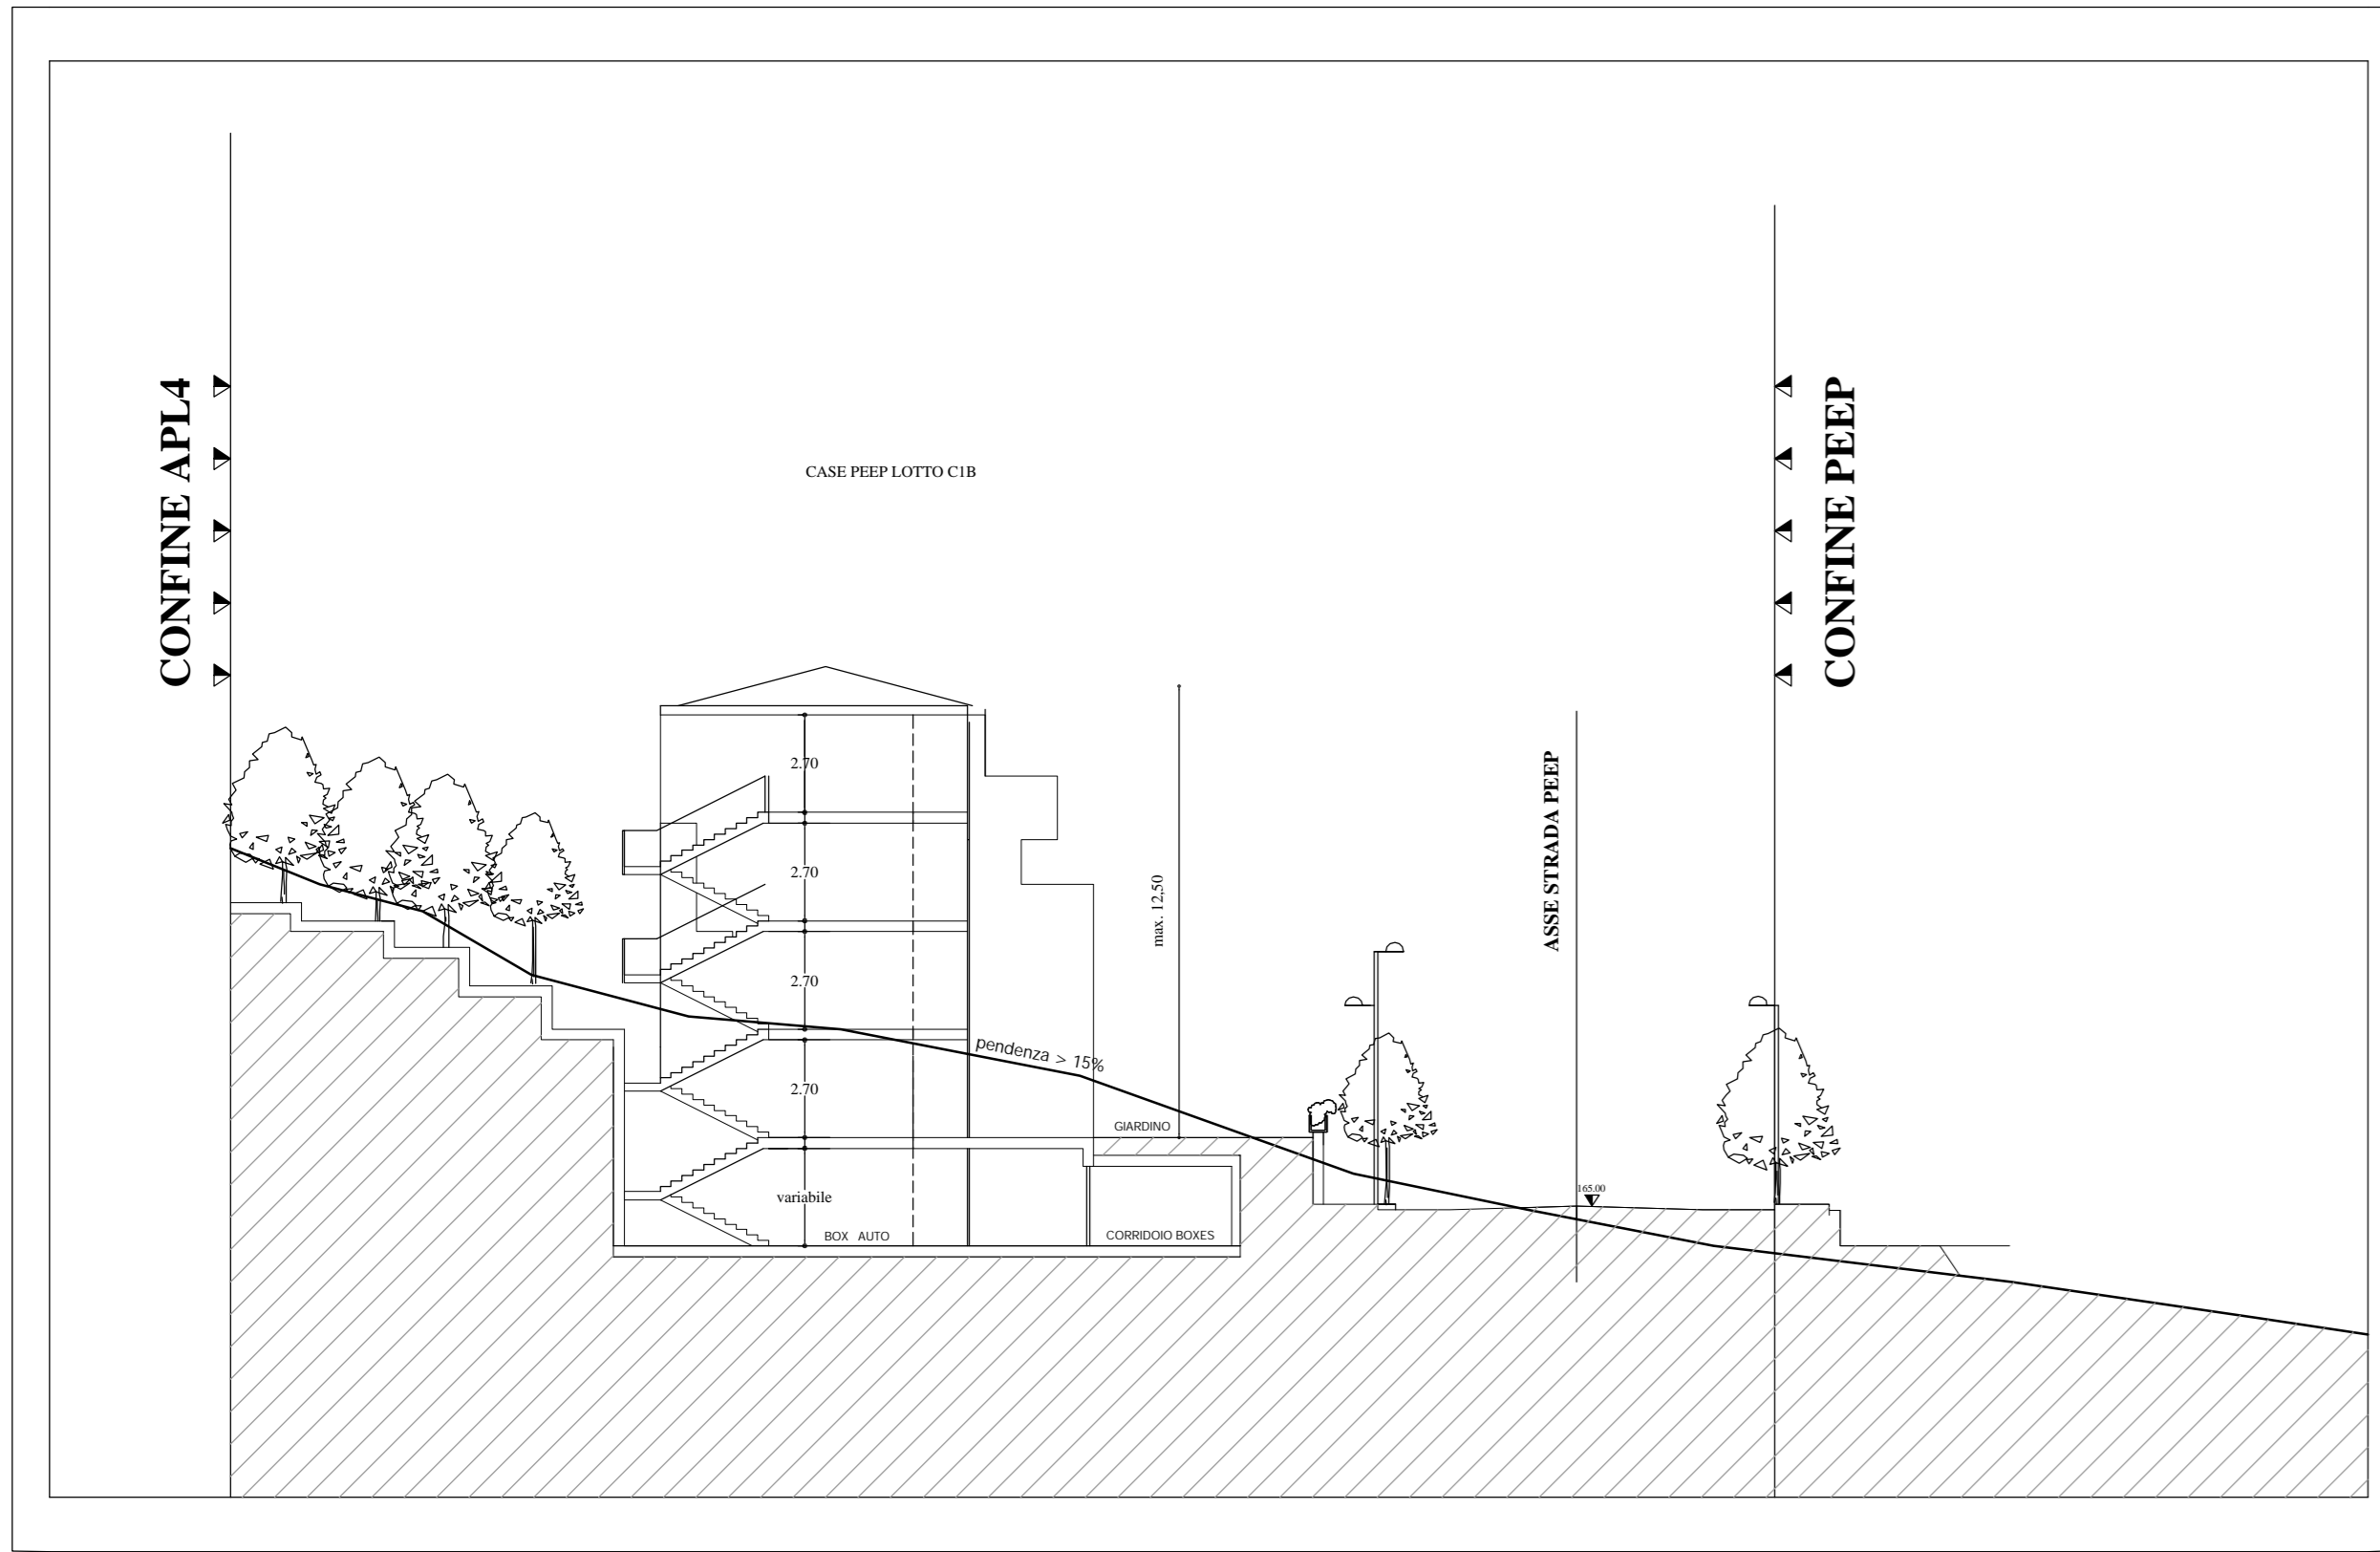 CONFINE APL4
CASE PEEP LOTTO C1B
CONFINE PEEP
2.70
2.70
2.70
2.70
variabile
BOX AUTO
pendenza > 15%
max. 12,50
GIARDINO
CORRIDOIO BOXES
ASSE STRADA PEEP
165.00